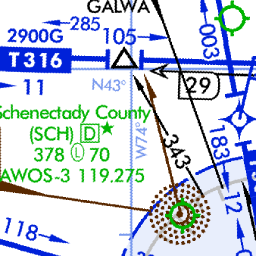 GALWA
285
105
2900G
003
T316
29
11
N43°
Schenectady County
(SCH) D
378 L 70
AWOS-3 119.275
W74°
343
183
12
118